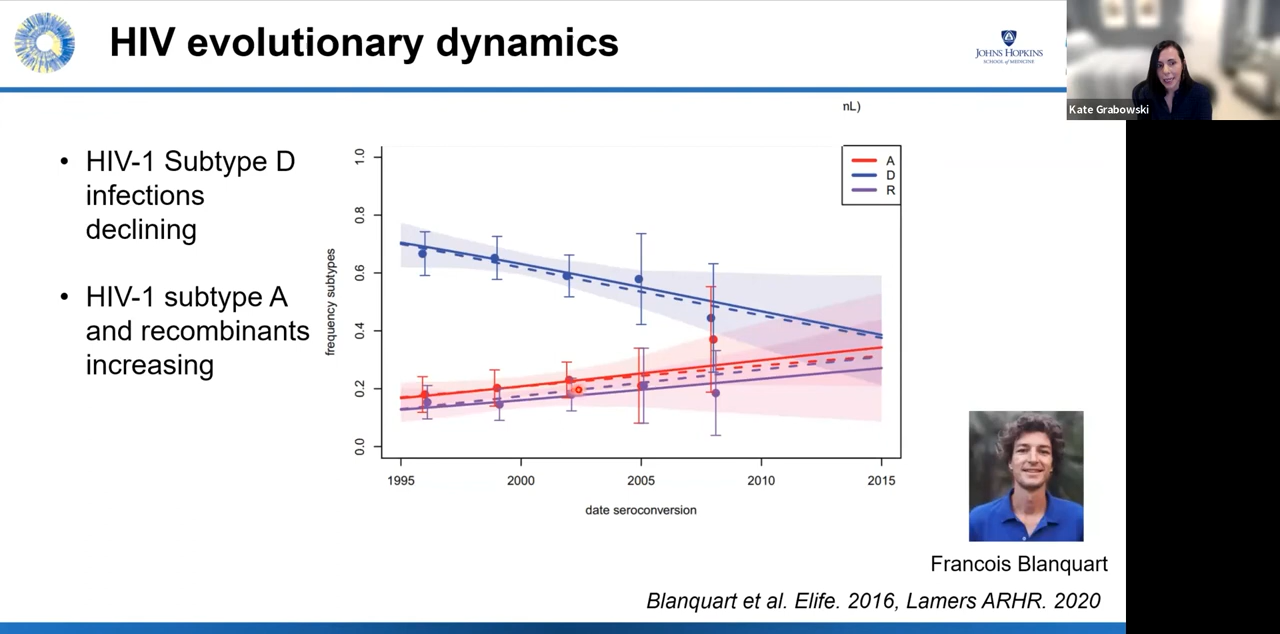 HIV evolutionary dynamics
JOHNS HOPKINS
SCHOOL of MEDICINE
Kate Grabowski
• HIV-1 Subtype D
infections
declining
• HIV-1 subtype A
and recombinants
increasing
nL)
A
D
R
frequency subtypes
1.0
0.8
0.6
0.4
0.2
0.0
1995 2000 2005 2010 2015
date seroconversion
Francois Blanquart
Blanquart et al. Elife. 2016, Lamers ARHR. 2020